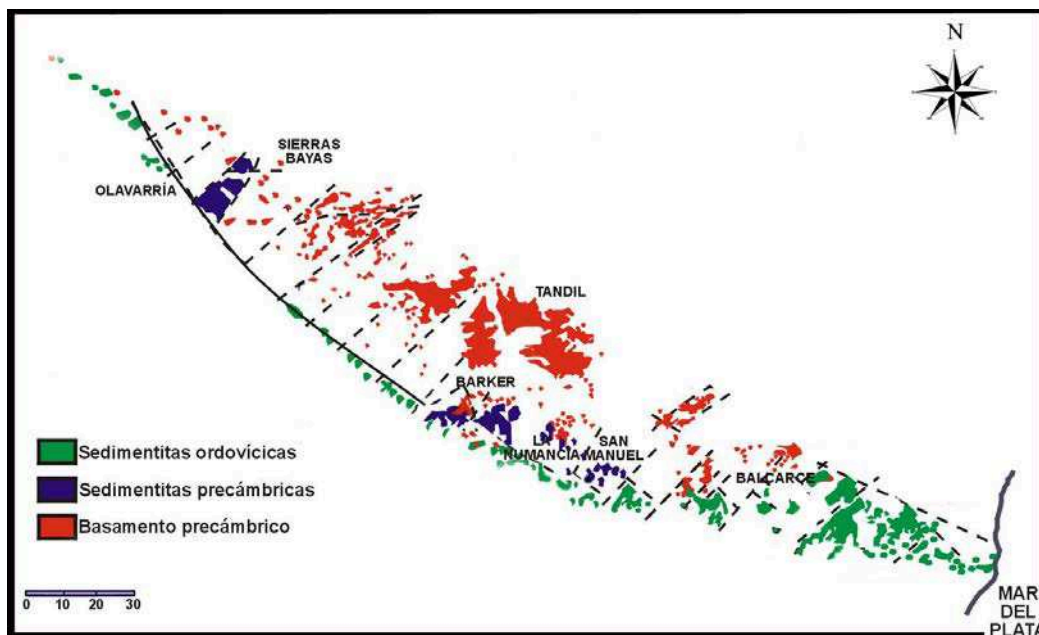 N
SIERRAS
BAYAS
OLAVARRÍA
TANDIL
BARKER
LA
NUMANCIA
SAN
MANUEL
BALCARCE
Sedimentitas ordovícicas
Sedimentitas precámbricas
Basamento precámbrico
0 10 20 30
MAR
DEL
PLATA